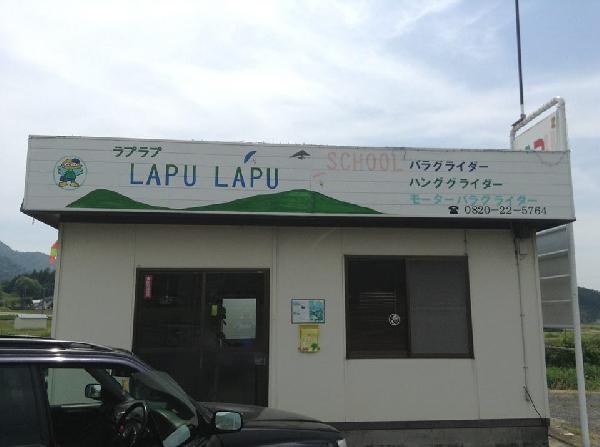 ラプラプ
LAPU LAPU
SCHOOL
パラグライダー
ハンググライダー
モーターパラグライダー
☎ 0820-22-5764